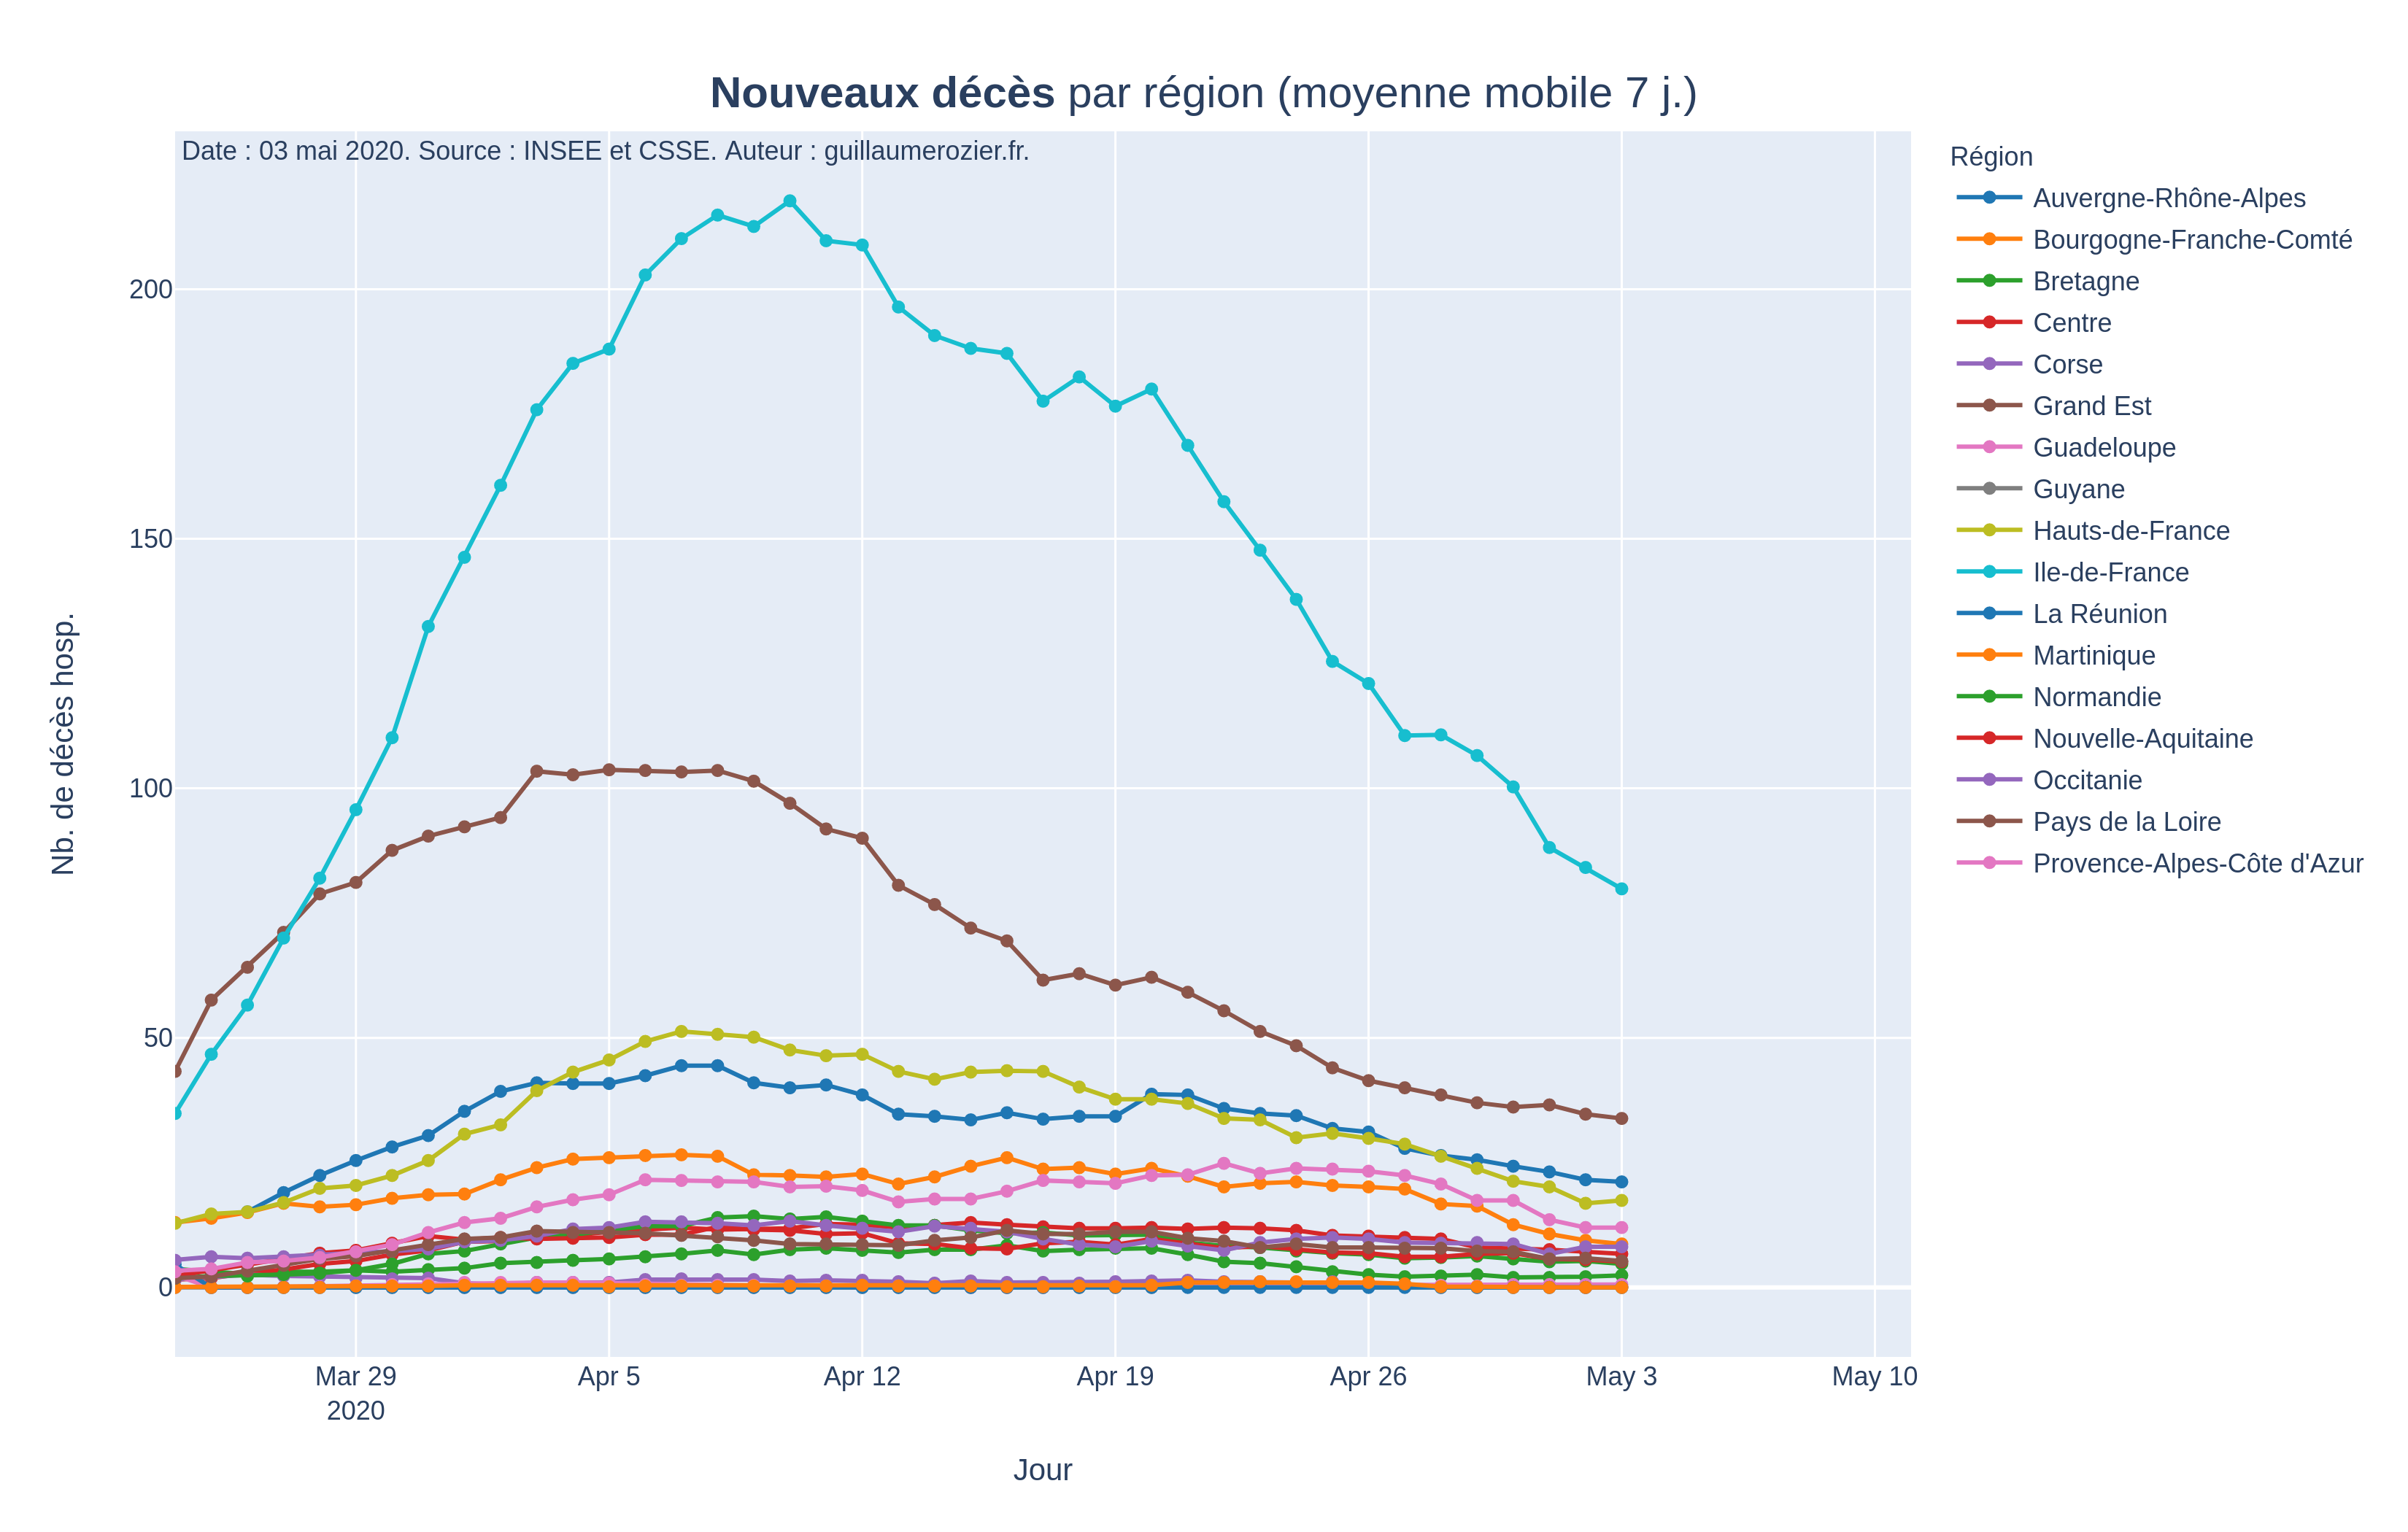 Nouveaux décès par région (moyenne mobile 7 j.)
Date : 03 mai 2020. Source : INSEE et CSSE. Auteur : guillaumerozier.fr.
Région
Auvergne-Rhône-Alpes
Bourgogne-Franche-Comté
Bretagne
Centre
Corse
Grand Est
Guadeloupe
Guyane
Hauts-de-France
Ile-de-France
La Réunion
Martinique
Normandie
Nouvelle-Aquitaine
Occitanie
Pays de la Loire
Provence-Alpes-Côte d'Azur
Nb. de décès hosp.
200
150
100
50
0
Mar 29
2020
Apr 5
Apr 12
Apr 19
Apr 26
May 3
May 10
Jour